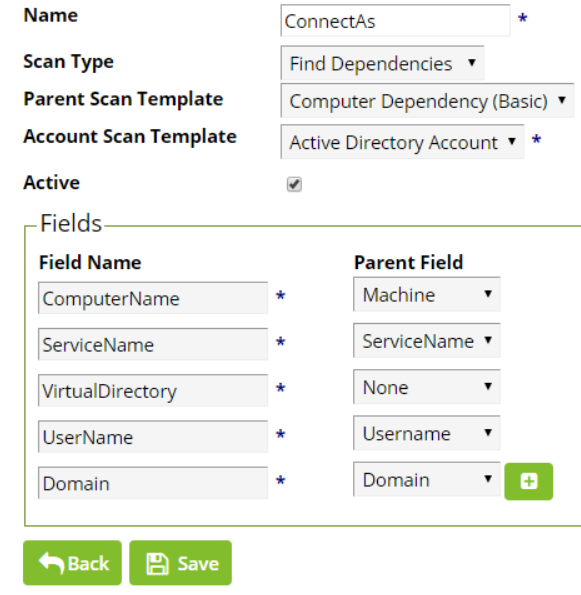 Name ConnectAs *
Scan Type Find Dependencies
Parent Scan Template Computer Dependency (Basic)
Account Scan Template Active Directory Account *
Active
Fields
Field Name Parent Field
ComputerName * Machine
ServiceName * ServiceName
VirtualDirectory * None
UserName * Username
Domain * Domain
Back Save